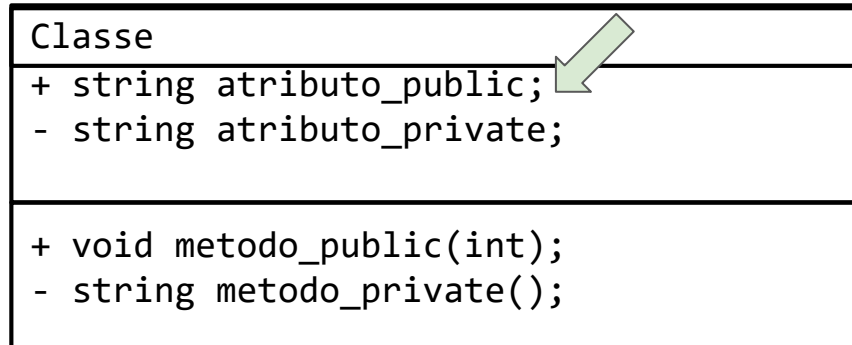 Classe
+ string atributo_public;
- string atributo_private;
+ void metodo_public(int);
- string metodo_private();